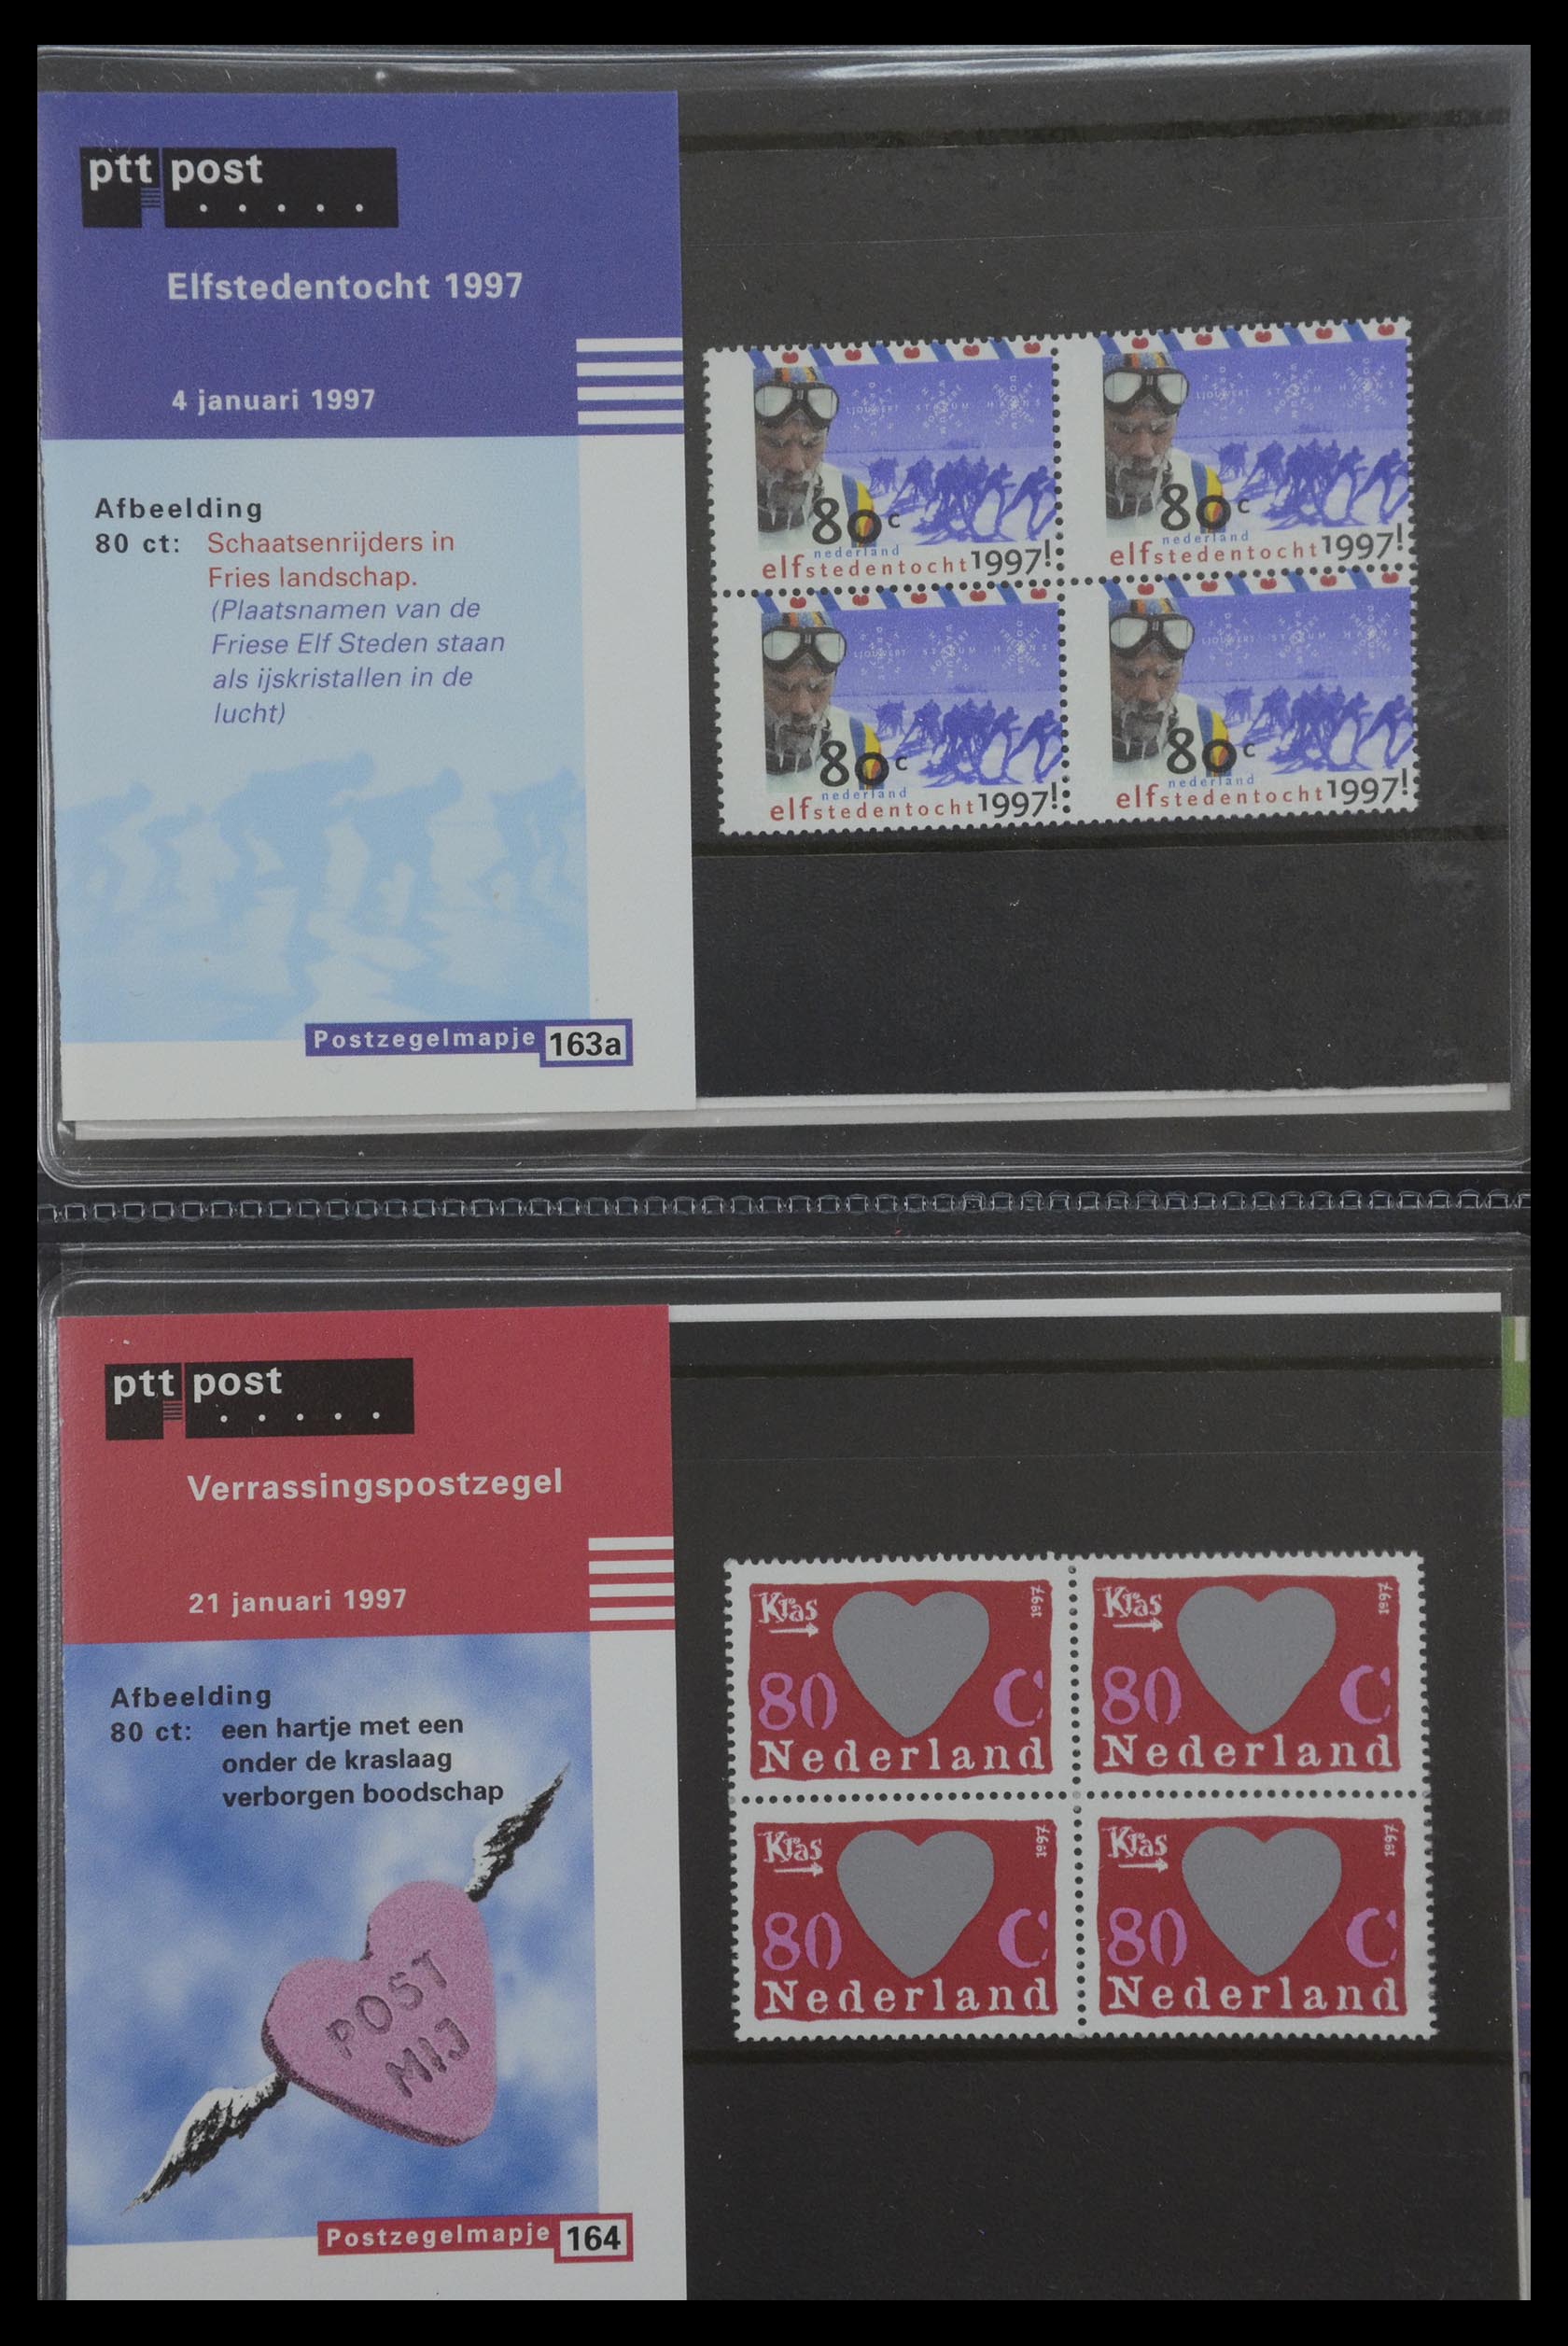 ptt post
Elfstedentocht 1997
4 januari 1997
Afbeelding
80 ct: Schaatsenrijders in
Fries landschap.
(Plaatsnamen van de
Friese Elf Steden staan
als ijskristallen in de
lucht)
Postzegelmapje 163a
80 c
nederland
elfstedentocht 1997!
80 c
nederland
elfstedentocht 1997!
80 c
nederland
elfstedentocht 1997!
80 c
nederland
elfstedentocht 1997!
ptt post
Verrassingspostzegel
21 januari 1997
Afbeelding
80 ct: een hartje met een
onder de kraslaag
verborgen boodschap
POST
MIJ
Postzegelmapje 164
Kras 1997
80 C
Nederland
Kras 1997
80 C
Nederland
Kras 1997
80 C
Nederland
Kras 1997
80 C
Nederland